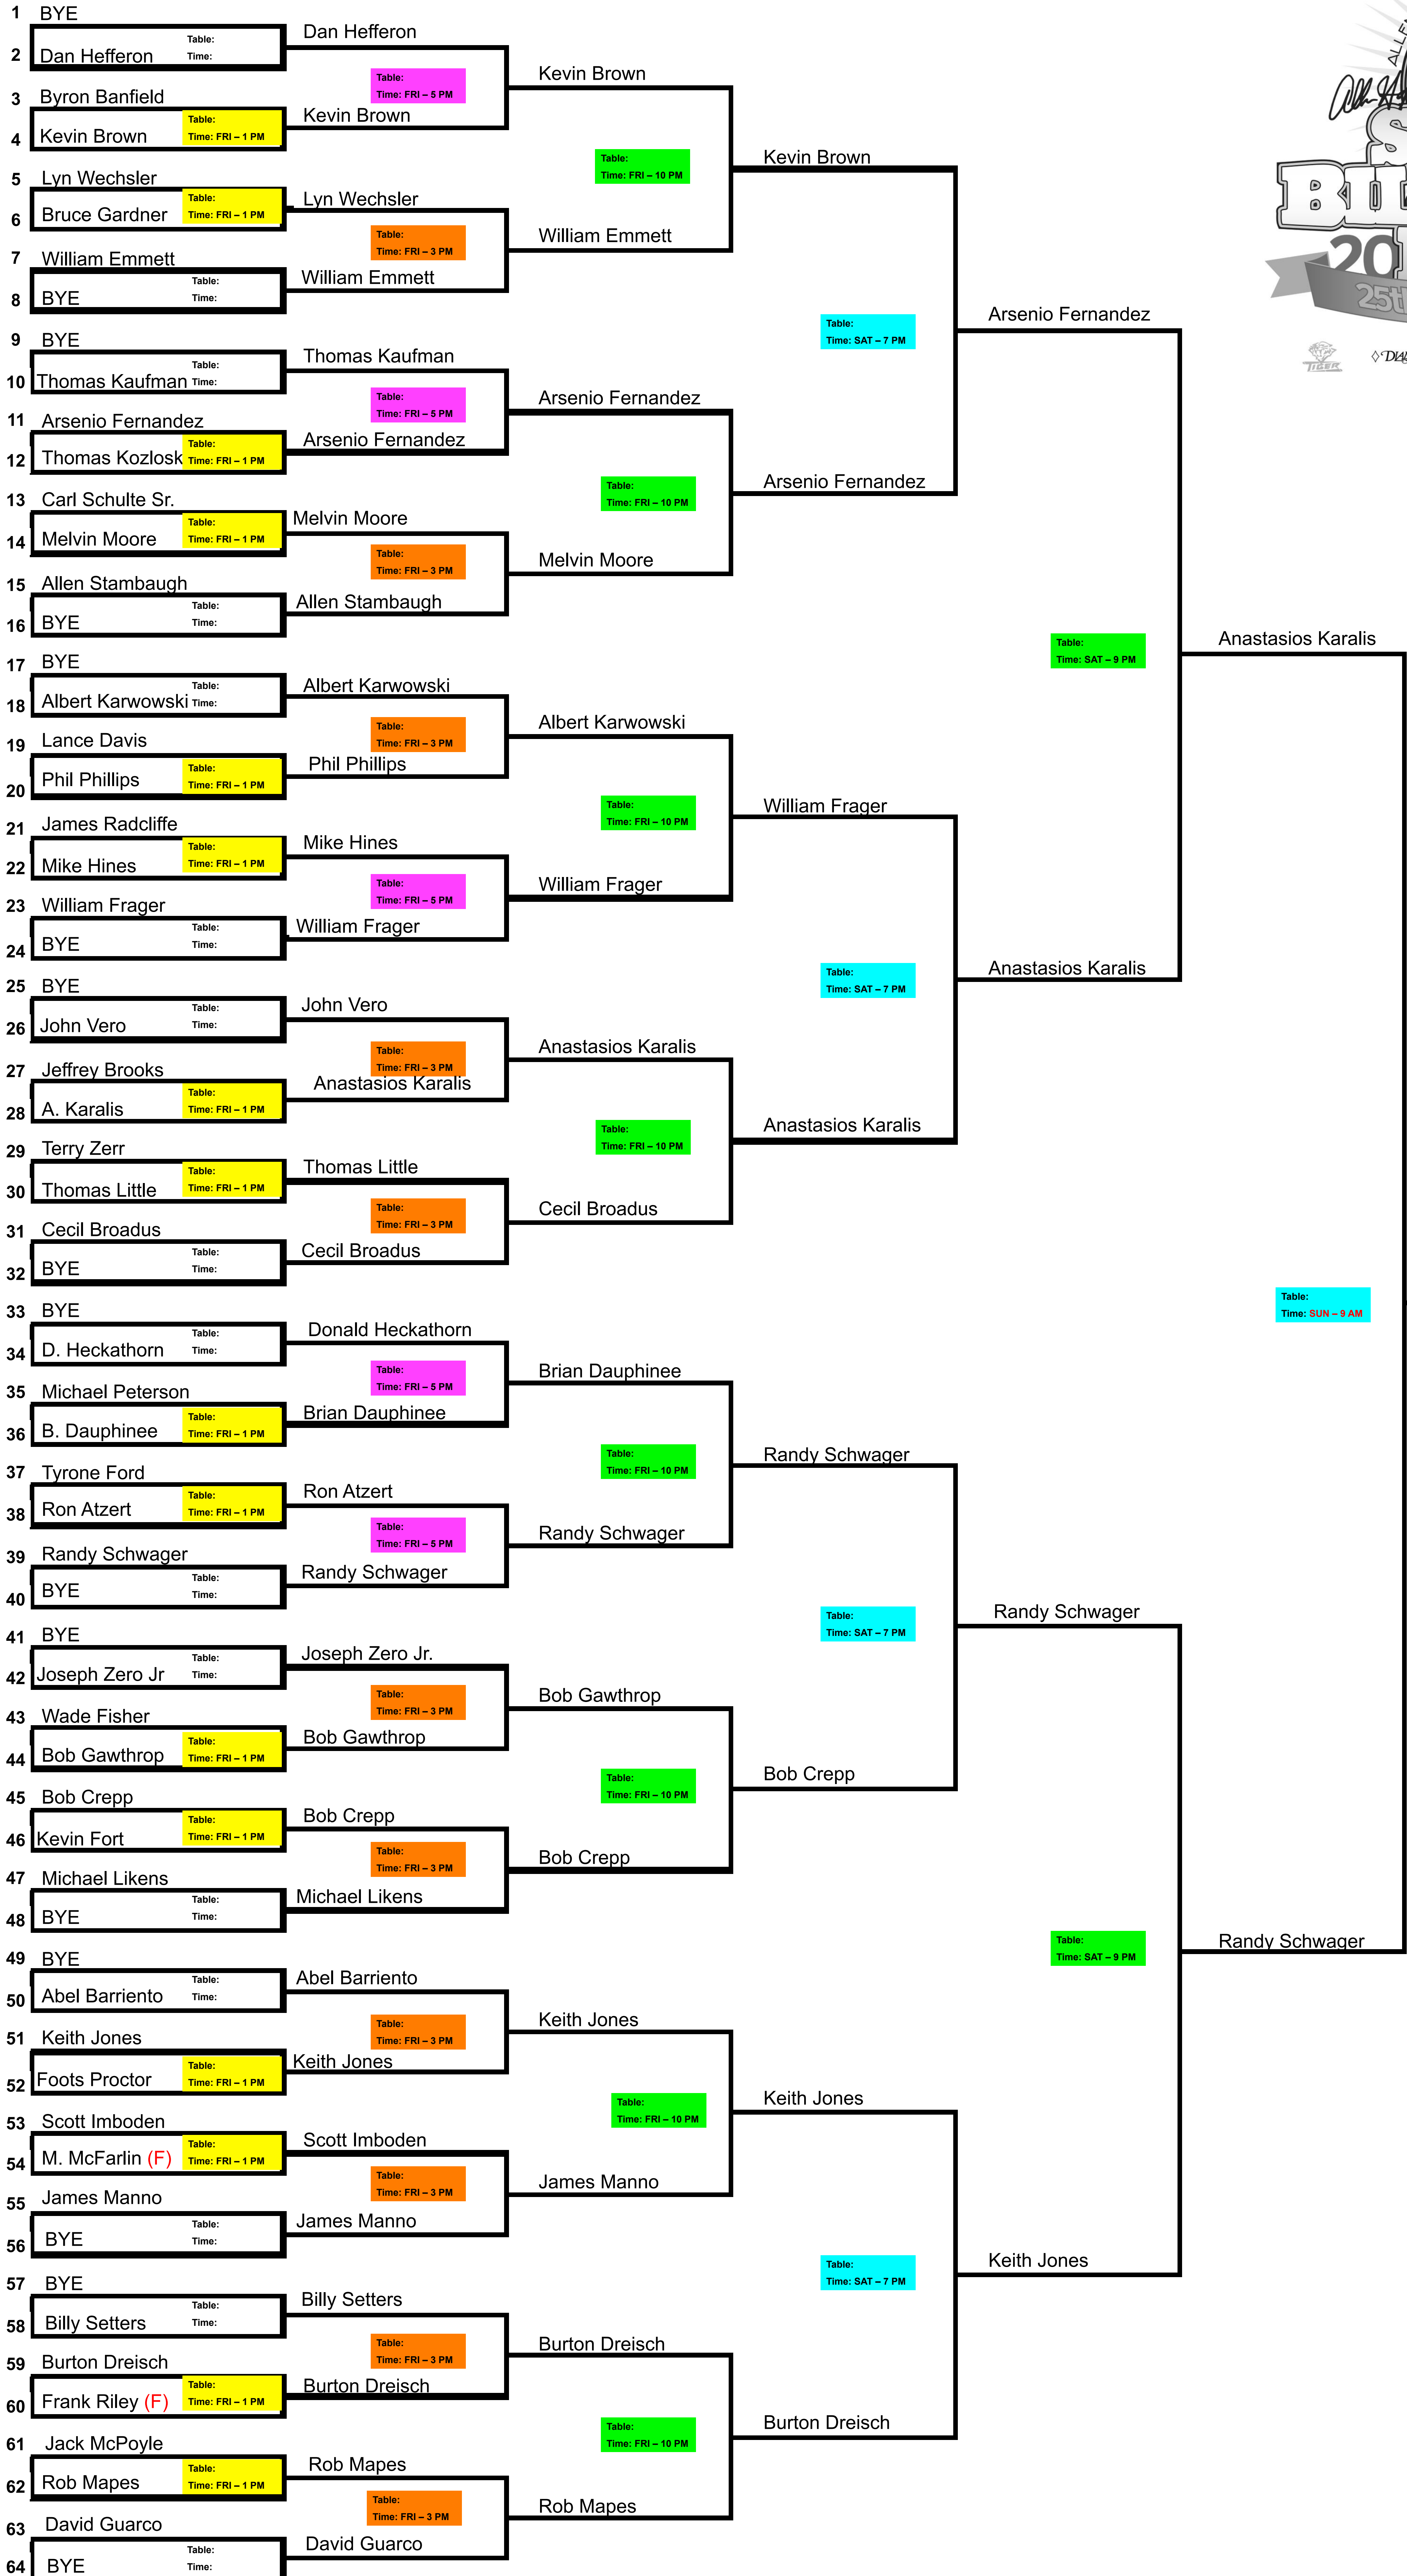 1 BYE
Table:
2 Dan Hefferon Time:
Dan Hefferon
Table:
Time: FRI – 5 PM
3 Byron Banfield
Table:
4 Kevin Brown Time: FRI – 1 PM
Kevin Brown
Kevin Brown
Table:
Time: FRI – 10 PM
5 Lyn Wechsler
Table:
6 Bruce Gardner Time: FRI – 1 PM
Lyn Wechsler
Table:
Time: FRI – 3 PM
7 William Emmett
Table:
8 BYE Time:
William Emmett
William Emmett
Kevin Brown
Table:
Time: SAT – 7 PM
9 BYE
Table:
10 Thomas Kaufman Time:
Thomas Kaufman
Table:
Time: FRI – 5 PM
11 Arsenio Fernandez
Table:
12 Thomas Kozlosk Time: FRI – 1 PM
Arsenio Fernandez
Arsenio Fernandez
Table:
Time: FRI – 10 PM
13 Carl Schulte Sr.
Table:
14 Melvin Moore Time: FRI – 1 PM
Melvin Moore
Table:
Time: FRI – 3 PM
15 Allen Stambaugh
Table:
16 BYE Time:
Allen Stambaugh
Melvin Moore
Arsenio Fernandez
Arsenio Fernandez
Table:
Time: SAT – 9 PM
17 BYE
Table:
18 Albert Karwowski Time:
Albert Karwowski
Table:
Time: FRI – 3 PM
19 Lance Davis
Table:
20 Phil Phillips Time: FRI – 1 PM
Phil Phillips
Albert Karwowski
Table:
Time: FRI – 10 PM
21 James Radcliffe
Table:
22 Mike Hines Time: FRI – 1 PM
Mike Hines
Table:
Time: FRI – 5 PM
23 William Frager
Table:
24 BYE Time:
William Frager
William Frager
William Frager
Table:
Time: SAT – 7 PM
25 BYE
Table:
26 John Vero Time:
John Vero
Table:
Time: FRI – 3 PM
27 Jeffrey Brooks
Table:
28 A. Karalis Time: FRI – 1 PM
Anastasios Karalis
Anastasios Karalis
Table:
Time: FRI – 10 PM
29 Terry Zerr
Table:
30 Thomas Little Time: FRI – 1 PM
Thomas Little
Table:
Time: FRI – 3 PM
31 Cecil Broadus
Table:
32 BYE Time:
Cecil Broadus
Cecil Broadus
Anastasios Karalis
Anastasios Karalis
Anastasios Karalis
Table:
Time: SUN – 9 AM
33 BYE
Table:
34 D. Heckathorn Time:
Donald Heckathorn
Table:
Time: FRI – 5 PM
35 Michael Peterson
Table:
36 B. Dauphinee Time: FRI – 1 PM
Brian Dauphinee
Brian Dauphinee
Table:
Time: FRI – 10 PM
37 Tyrone Ford
Table:
38 Ron Atzert Time: FRI – 1 PM
Ron Atzert
Table:
Time: FRI – 5 PM
39 Randy Schwager
Table:
40 BYE Time:
Randy Schwager
Randy Schwager
Randy Schwager
Table:
Time: SAT – 7 PM
41 BYE
Table:
42 Joseph Zero Jr Time:
Joseph Zero Jr.
Table:
Time: FRI – 3 PM
43 Wade Fisher
Table:
44 Bob Gawthrop Time: FRI – 1 PM
Bob Gawthrop
Bob Gawthrop
Table:
Time: FRI – 10 PM
45 Bob Crepp
Table:
46 Kevin Fort Time: FRI – 1 PM
Bob Crepp
Table:
Time: FRI – 3 PM
47 Michael Likens
Table:
48 BYE Time:
Michael Likens
Bob Crepp
Bob Crepp
Randy Schwager
Table:
Time: SAT – 9 PM
Randy Schwager
49 BYE
Table:
50 Abel Barriento Time:
Abel Barriento
Table:
Time: FRI – 3 PM
51 Keith Jones
Table:
52 Foots Proctor Time: FRI – 1 PM
Keith Jones
Keith Jones
Table:
Time: FRI – 10 PM
53 Scott Imboden
Table:
54 M. McFarlin (F) Time: FRI – 1 PM
Scott Imboden
Table:
Time: FRI – 3 PM
55 James Manno
Table:
56 BYE Time:
James Manno
James Manno
Keith Jones
Table:
Time: SAT – 7 PM
Keith Jones
57 BYE
Table:
58 Billy Setters Time:
Billy Setters
Table:
Time: FRI – 3 PM
59 Burton Dreisch
Table:
60 Frank Riley (F) Time: FRI – 1 PM
Burton Dreisch
Burton Dreisch
Table:
Time: FRI – 10 PM
61 Jack McPoyle
Table:
62 Rob Mapes Time: FRI – 1 PM
Rob Mapes
Table:
Time: FRI – 3 PM
63 David Guarco
Table:
64 BYE Time:
David Guarco
Rob Mapes
Burton Dreisch
20
25th
TIGER